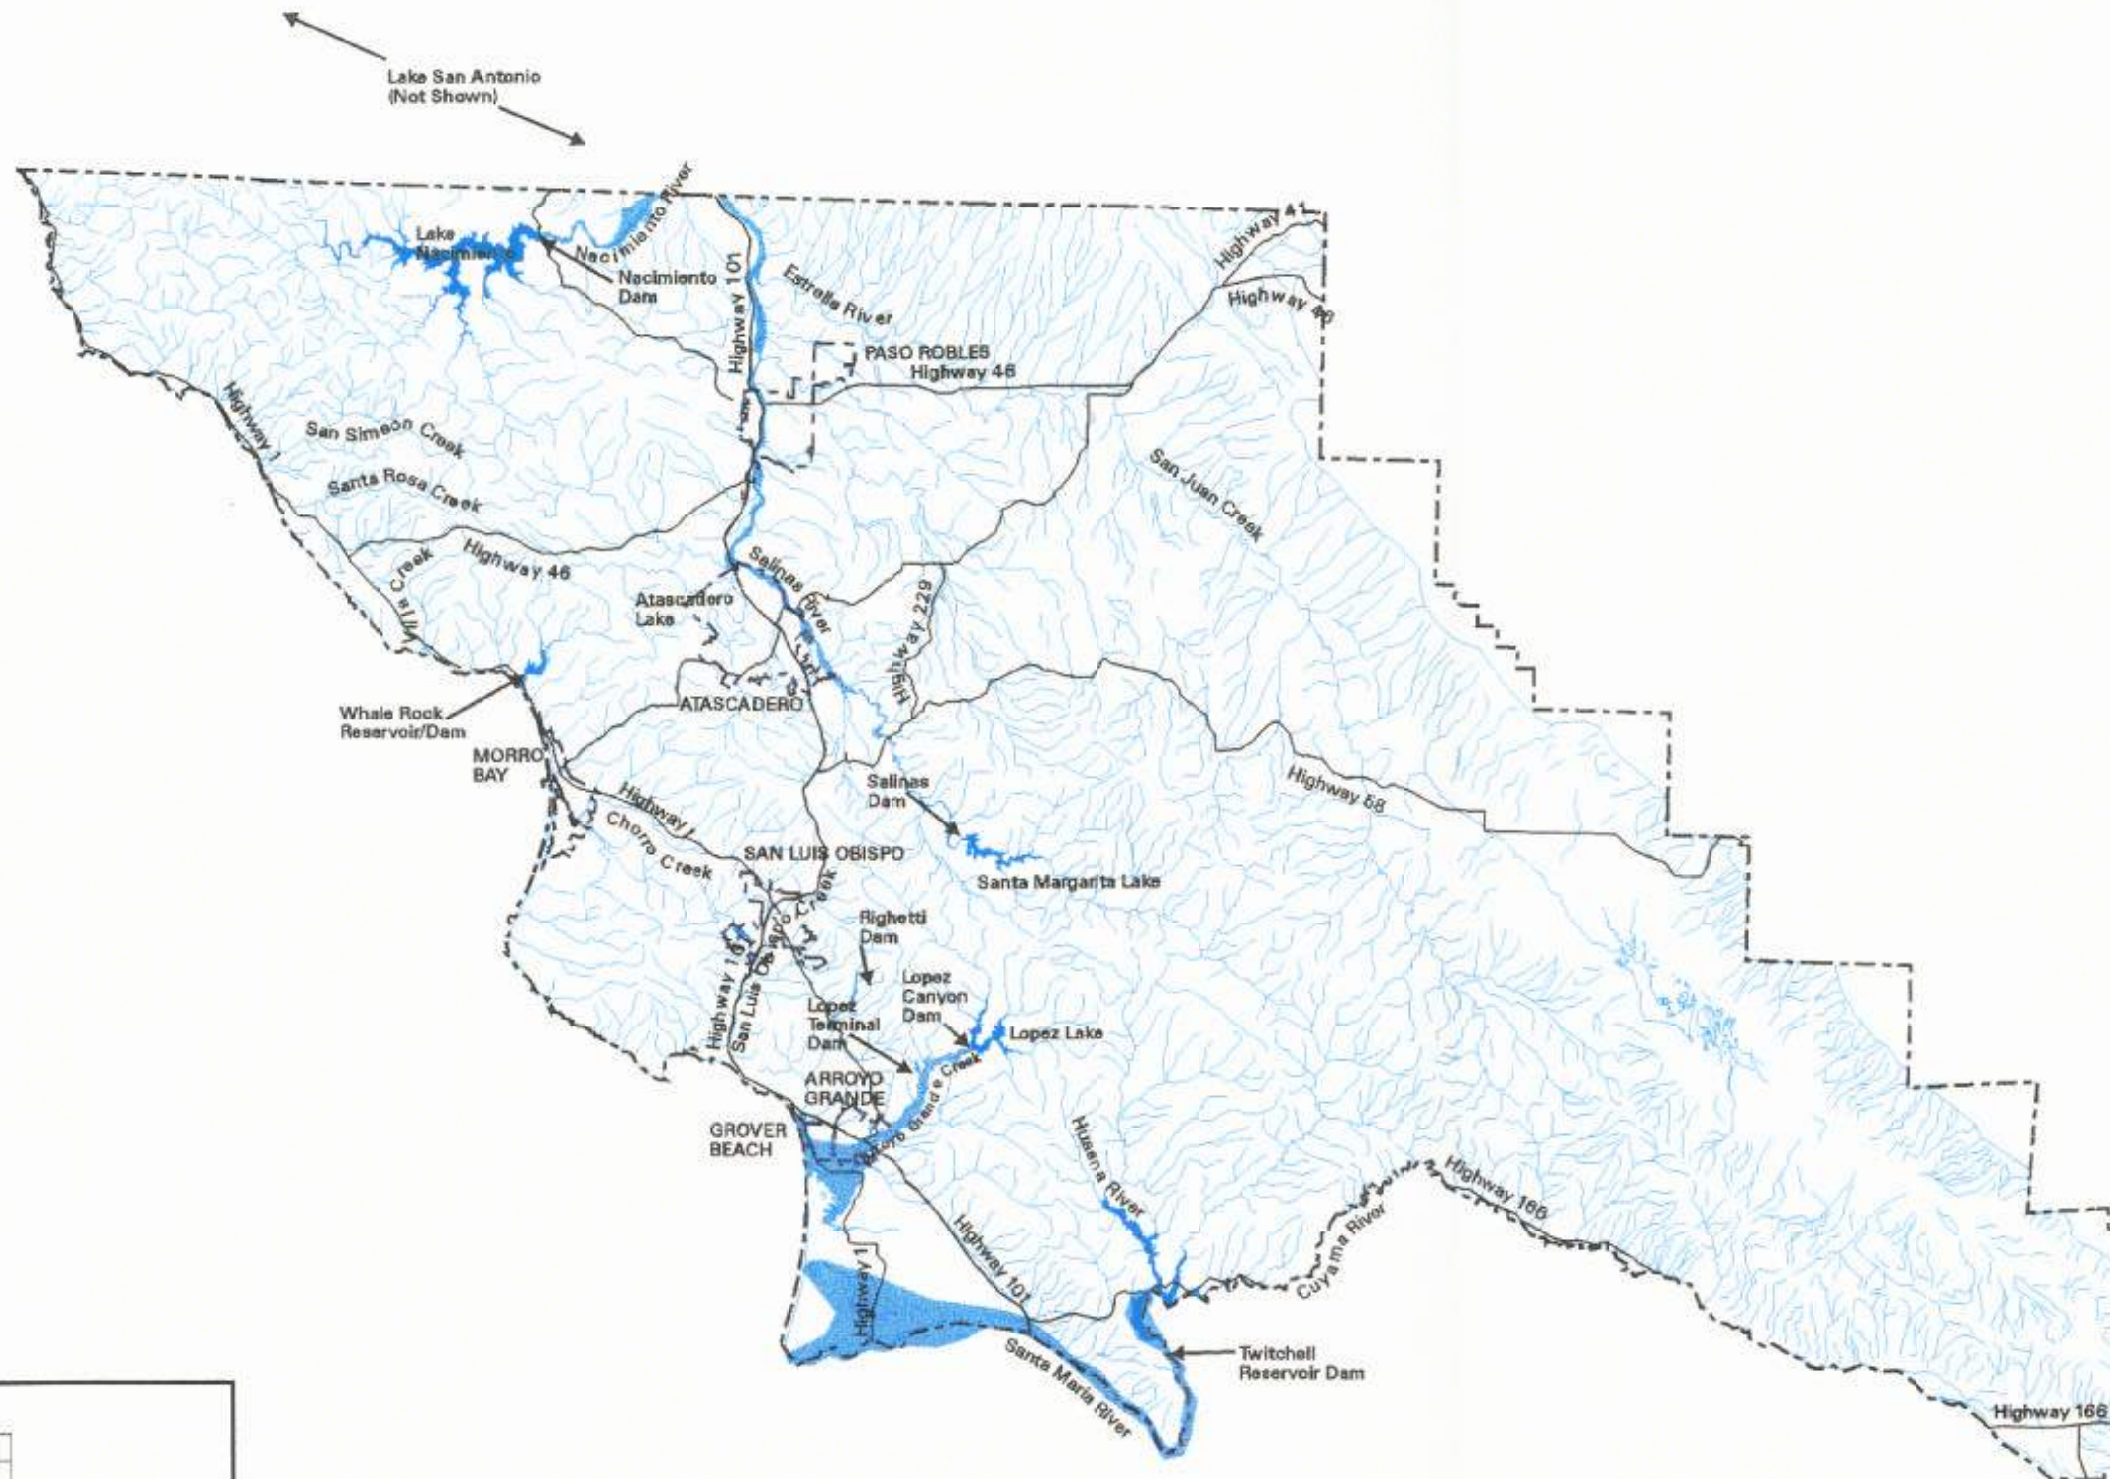 Lake San Antonio
(Not Shown)
Nacimiento River
Lake
Nacimiento
Nacimiento
Dam
Highway 101
Estrella River
Highway 41
Highway 46
PASO ROBLES
Highway 46
Highway 1
San Simeon Creek
Santa Rosa Creek
San Juan Creek
Highway 46
Villa Creek
Salinas River
Atascadero
Lake
Highway 229
ATASCADERO
Whale Rock
Reservoir/Dam
MORRO
BAY
Highway 1
Chorro Creek
Salinas
Dam
Highway 58
SAN LUIS OBISPO
Santa Margarita Lake
San Luis Obispo Creek
Highway 101
Righetti
Dam
Lopez
Canyon
Dam
Lopez
Terminal
Dam
Lopez Lake
ARROYO
GRANDE
Arroyo Grande Creek
GROVER
BEACH
Huasna River
Highway 166
Cuyama River
Highway 101
Highway 1
Santa Maria River
Twitchell
Reservoir Dam
Highway 166